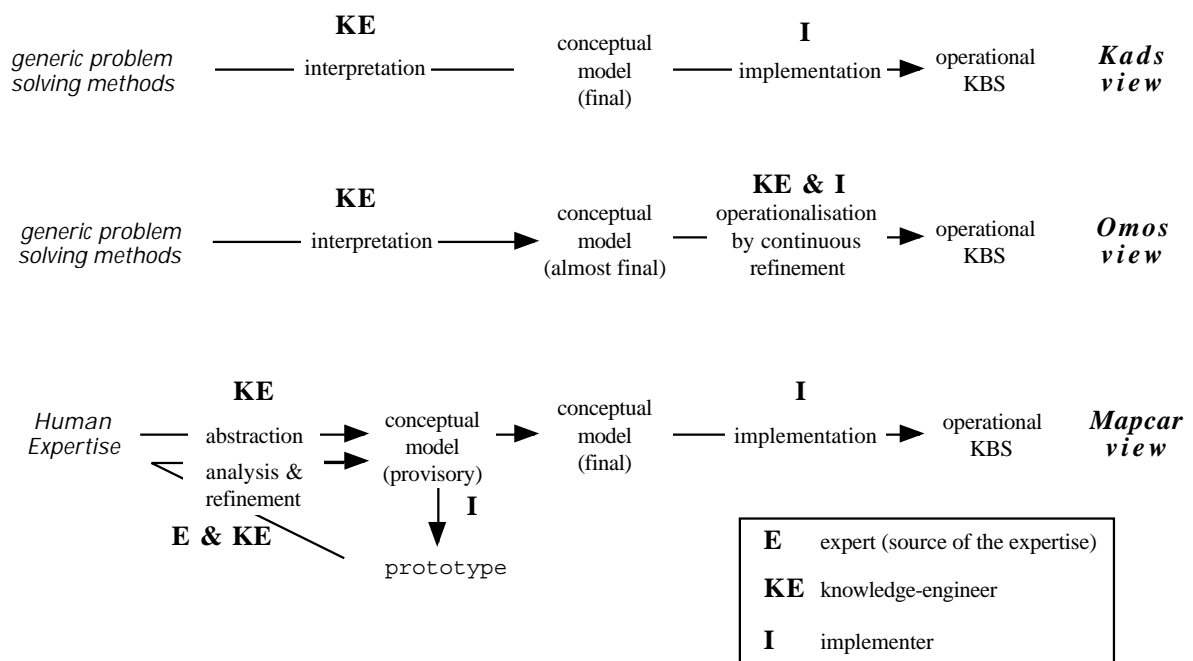 KE
I
generic problem
solving methods
interpretation
conceptual
model
(final)
implementation
operational
KBS
Kads
view
KE
KE & I
generic problem
solving methods
interpretation
conceptual
model
(almost final)
operationalisation
by continuous
refinement
operational
KBS
Omos
view
KE
I
Human
Expertise
abstraction
analysis &
refinement
E & KE
conceptual
model
(provisory)
I
prototype
conceptual
model
(final)
implementation
operational
KBS
Mapcar
view
E expert (source of the expertise)
KE knowledge-engineer
I implementer